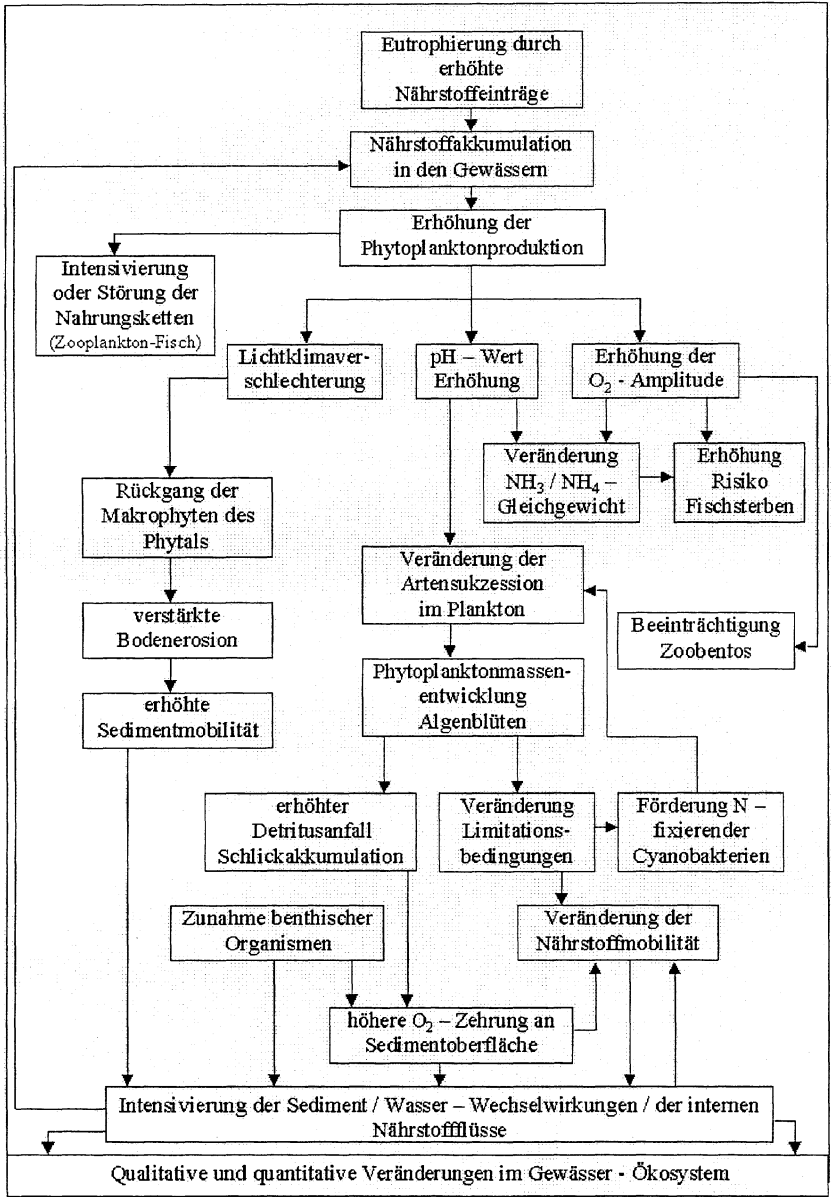 Eutrophierung durch
erhöhte
Nährstoffeinträge
Nährstoffakkumulation
in den Gewässern
Erhöhung der
Phytoplanktonproduktion
Intensivierung
oder Störung der
Nahrungsketten
(Zooplankton-Fisch)
Lichtklimaver-
schlechterung
pH – Wert
Erhöhung
Erhöhung der
O₂ - Amplitude
Veränderung
NH₃ / NH₄ –
Gleichgewicht
Erhöhung
Risiko
Fischsterben
Rückgang der
Makrophyten des
Phytals
Veränderung der
Artensukzession
im Plankton
verstärkte
Bodenerosion
Beeinträchtigung
Zoobentos
Phytoplanktonmassen-
entwicklung
Algenblüten
erhöhte
Sedimentmobilität
erhöhter
Detritusanfall
Schlickakkumulation
Veränderung
Limitations-
bedingungen
Förderung N –
fixierender
Cyanobakterien
Zunahme benthischer
Organismen
Veränderung der
Nährstoffmobilität
höhere O₂ – Zehrung an
Sedimentoberfläche
Intensivierung der Sediment / Wasser – Wechselwirkungen / der internen
Nährstoffflüsse
Qualitative und quantitative Veränderungen im Gewässer - Ökosystem